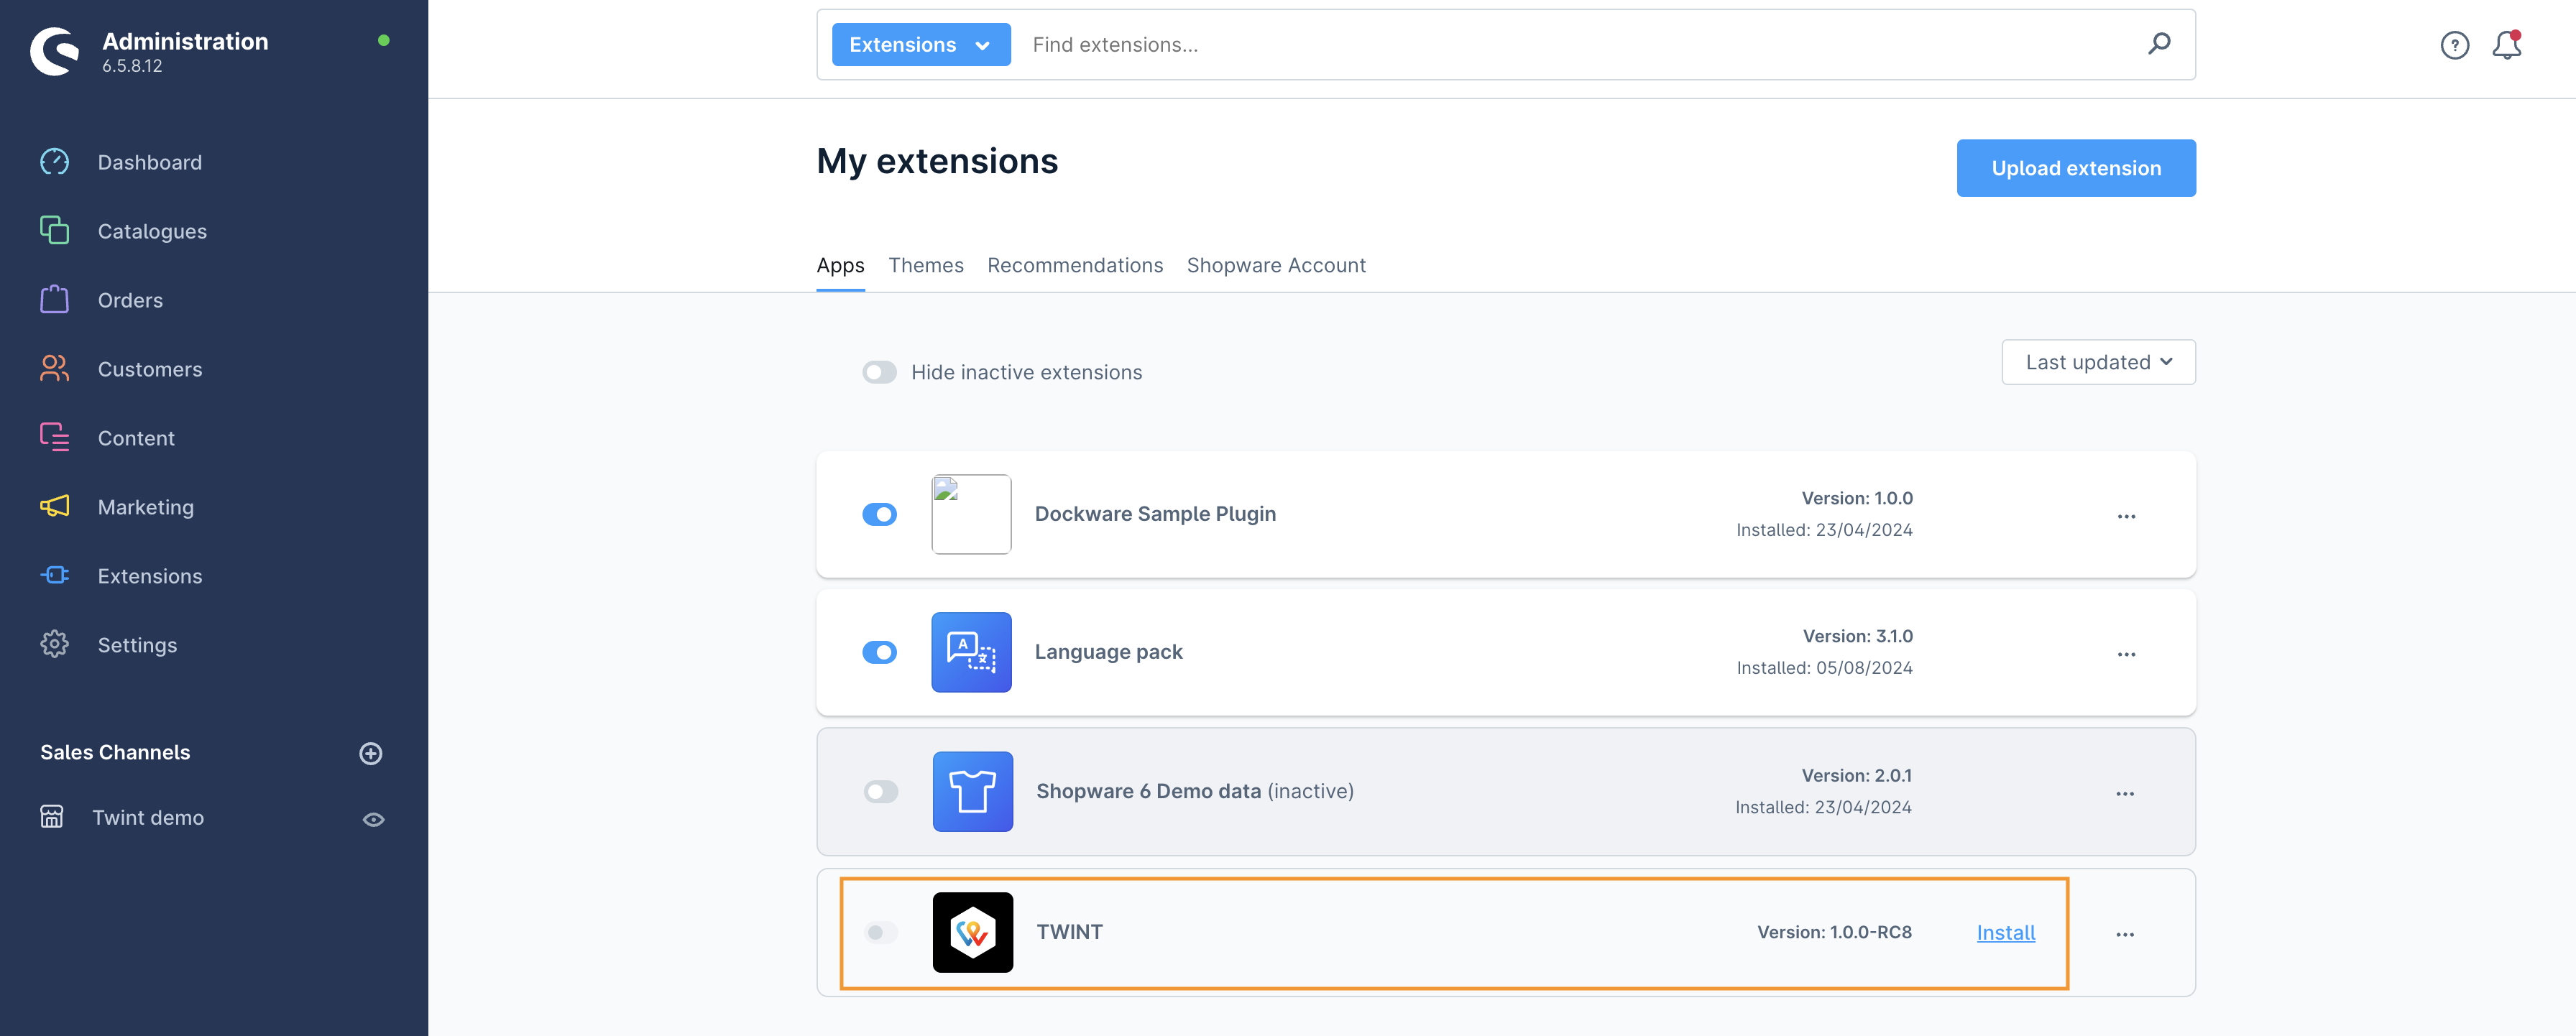 Administration
6.5.8.12
Dashboard
Catalogues
Orders
Customers
Content
Marketing
Extensions
Settings
Sales Channels
Twint demo
Extensions
Find extensions...
?
My extensions
Upload extension
Apps Themes Recommendations Shopware Account
Hide inactive extensions
Last updated
Dockware Sample Plugin
Version: 1.0.0
Installed: 23/04/2024
A
文
Language pack
Version: 3.1.0
Installed: 05/08/2024
Shopware 6 Demo data (inactive)
Version: 2.0.1
Installed: 23/04/2024
TWINT
Version: 1.0.0-RC8
Install